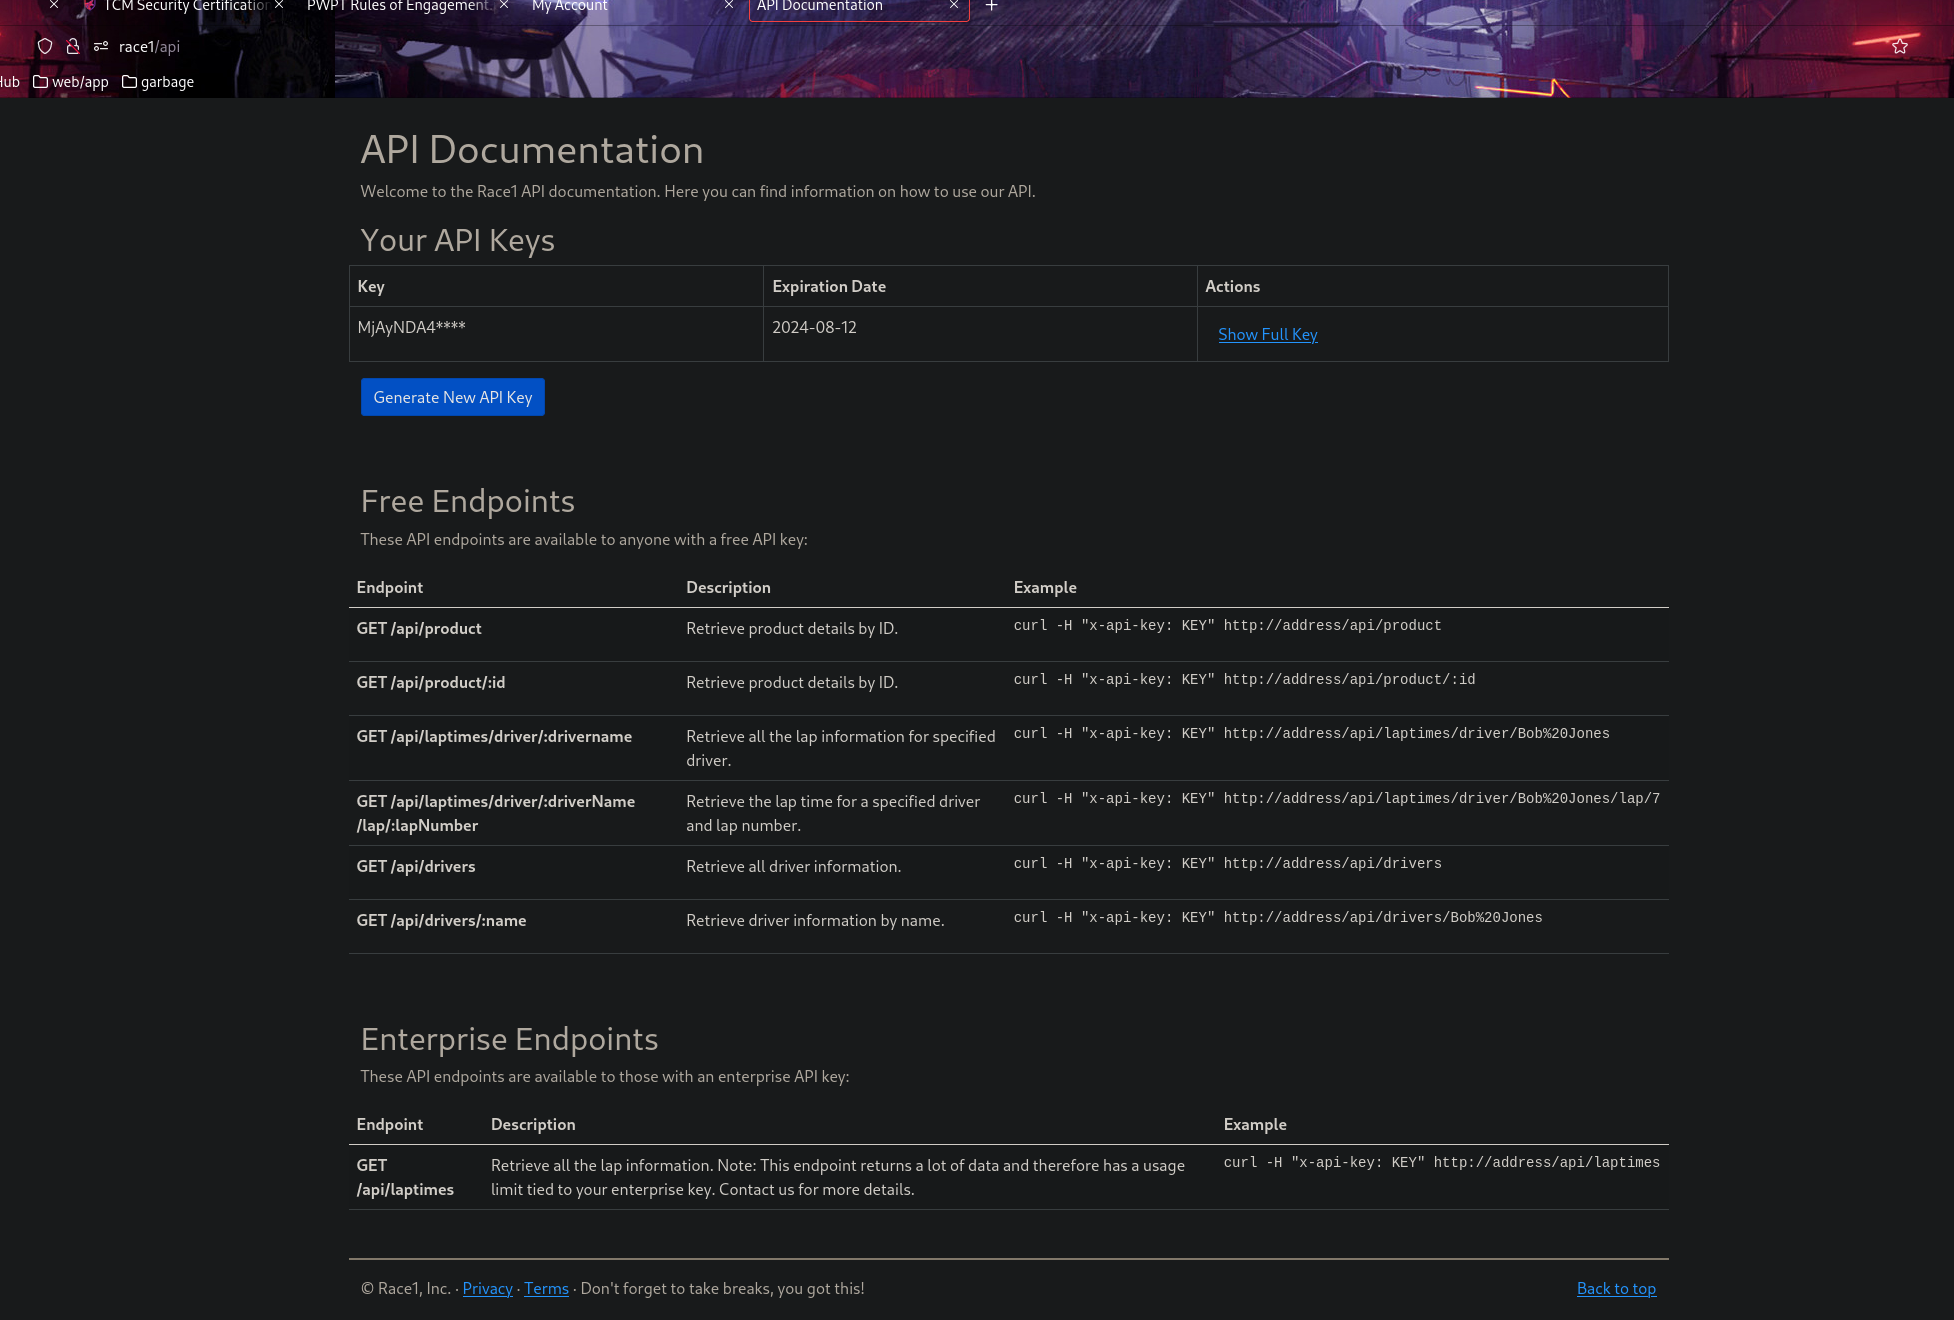 TCM Security Certification
PWPT Rules of Engagement
My Account
API Documentation
race1/api
Hub
web/app
garbage
API Documentation
Welcome to the Race1 API documentation. Here you can find information on how to use our API.
Your API Keys
Key Expiration Date Actions
MjAyNDA4**** 2024-08-12 Show Full Key
Generate New API Key
Free Endpoints
These API endpoints are available to anyone with a free API key:
Endpoint Description Example
GET /api/product Retrieve product details by ID. curl -H "x-api-key: KEY" http://address/api/product
GET /api/product/:id Retrieve product details by ID. curl -H "x-api-key: KEY" http://address/api/product/:id
GET /api/laptimes/driver/:drivername Retrieve all the lap information for specified curl -H "x-api-key: KEY" http://address/api/laptimes/driver/Bob%20Jones
driver.
GET /api/laptimes/driver/:driverName Retrieve the lap time for a specified driver curl -H "x-api-key: KEY" http://address/api/laptimes/driver/Bob%20Jones/lap/7
/lap/:lapNumber and lap number.
GET /api/drivers Retrieve all driver information. curl -H "x-api-key: KEY" http://address/api/drivers
GET /api/drivers/:name Retrieve driver information by name. curl -H "x-api-key: KEY" http://address/api/drivers/Bob%20Jones
Enterprise Endpoints
These API endpoints are available to those with an enterprise API key:
Endpoint Description Example
GET Retrieve all the lap information. Note: This endpoint returns a lot of data and therefore has a usage curl -H "x-api-key: KEY" http://address/api/laptimes
/api/laptimes limit tied to your enterprise key. Contact us for more details.
© Race1, Inc. · Privacy · Terms · Don't forget to take breaks, you got this! Back to top